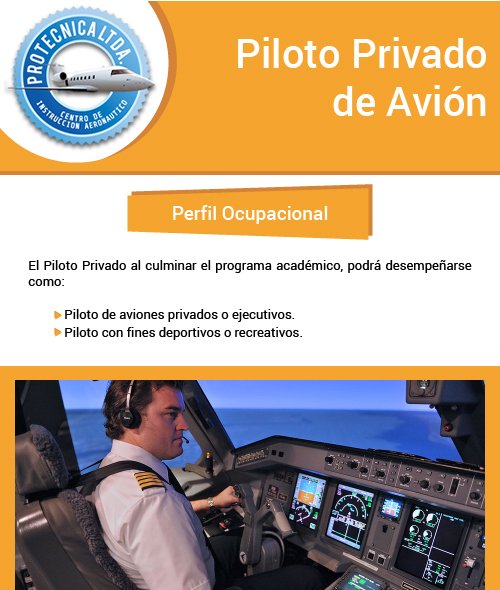 PROTECNICA LTDA.
CENTRO DE
INSTRUCCION AERONAUTICO
Piloto Privado
de Avión
Perfil Ocupacional
El Piloto Privado al culminar el programa académico, podrá desempeñarse
como:
Piloto de aviones privados o ejecutivos.
Piloto con fines deportivos o recreativos.